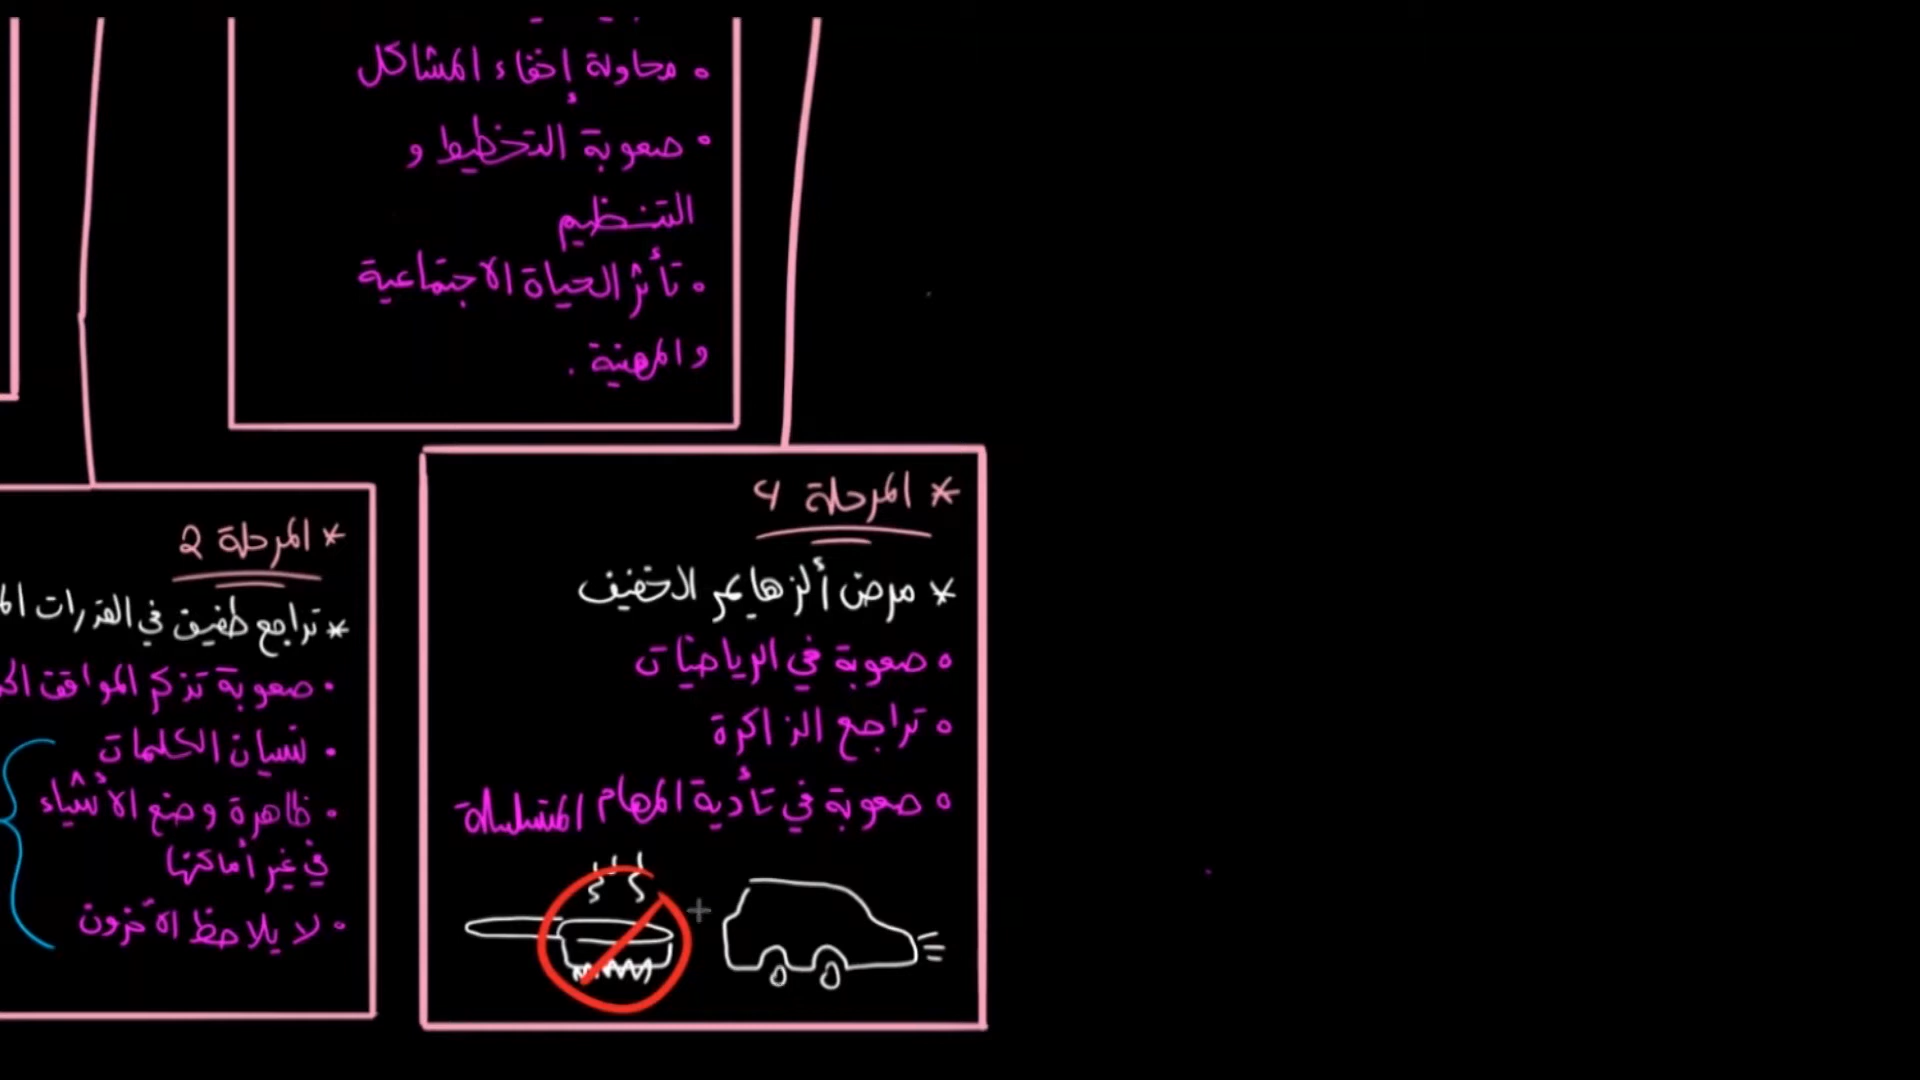 • محاولة إخفاء المشاكل
• صعوبة التخطيط و
التنظيم
• تأثر الحياة الاجتماعية
والمهنية .
* المرحلة 4
* مرض ألزهايمر الخفيف
• صعوبة في الرياضيات
• تراجع الذاكرة
• صعوبة في تأدية المهام المتسلسلة
* المرحلة 2
* تراجع طفيف في القدرات
• صعوبة تذكر المواقف
• نسيان الكلمات
• ظاهرة وضع الأشياء
في غير أماكنها
• لا يلاحظ الآخرون